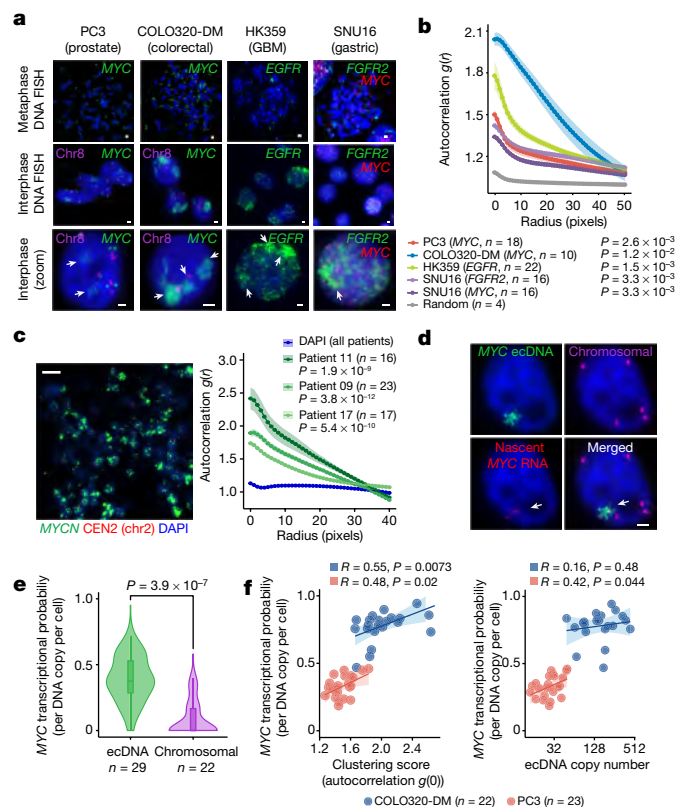 a
PC3
(prostate)
COLO320-DM
(colorectal)
HK359
(GBM)
SNU16
(gastric)
Metaphase
DNA FISH
MYC
MYC
EGFR
FGFR2
MYC
Interphase
DNA FISH
Chr8
MYC
Chr8
MYC
EGFR
FGFR2
MYC
Interphase
(zoom)
Chr8
MYC
Chr8
MYC
EGFR
FGFR2
MYC
b
Autocorrelation g(r)
2.1
1.8
1.5
1.2
0 10 20 30 40 50
Radius (pixels)
PC3 (MYC, n = 18) P = 2.6 × 10⁻³
COLO320-DM (MYC, n = 10) P = 1.2 × 10⁻²
HK359 (EGFR, n = 22) P = 1.5 × 10⁻³
SNU16 (FGFR2, n = 16) P = 3.3 × 10⁻³
SNU16 (MYC, n = 16) P = 3.3 × 10⁻³
Random (n = 4)
c
MYCN CEN2 (chr2) DAPI
Autocorrelation g(r)
3.0
2.5
2.0
1.5
1.0
0 10 20 30 40
Radius (pixels)
DAPI (all patients)
Patient 11 (n = 16)
P = 1.9 × 10⁻⁹
Patient 09 (n = 23)
P = 3.8 × 10⁻¹²
Patient 17 (n = 17)
P = 5.4 × 10⁻¹⁰
d
MYC ecDNA
Chromosomal
Nascent
MYC RNA
Merged
e
P = 3.9 × 10⁻⁷
MYC transcriptional probability
(per DNA copy per cell)
1.0
0.5
0
ecDNA
n = 29
Chromosomal
n = 22
f
R = 0.55, P = 0.0073
R = 0.48, P = 0.02
MYC transcriptional probability
(per DNA copy per cell)
1.0
0.5
0
1.2 1.6 2.0 2.4
Clustering score
(autocorrelation g(0))
R = 0.16, P = 0.48
R = 0.42, P = 0.044
MYC transcriptional probability
(per DNA copy per cell)
1.0
0.5
0
32 128 512
ecDNA copy number
COLO320-DM (n = 22) PC3 (n = 23)